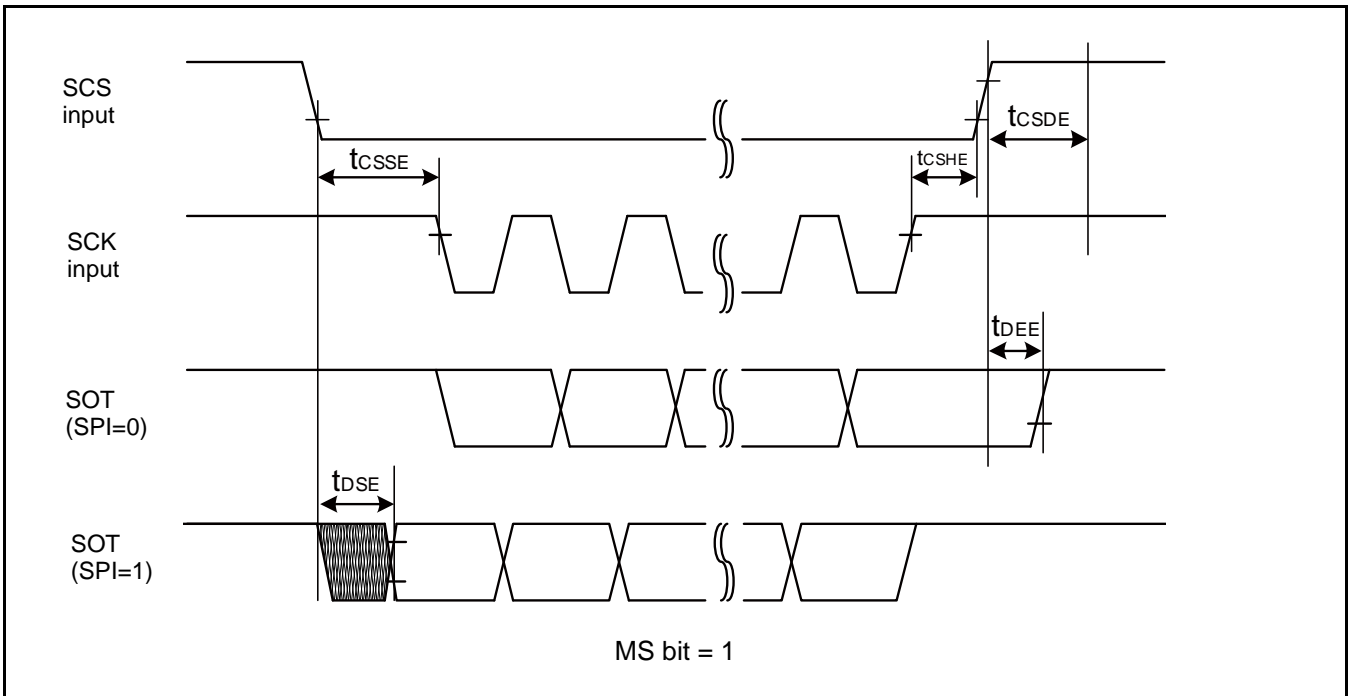 SCS
input
tCSDE
tCSSE
tCSHE
SCK
input
tDEE
SOT
(SPI=0)
tDSE
SOT
(SPI=1)
MS bit = 1